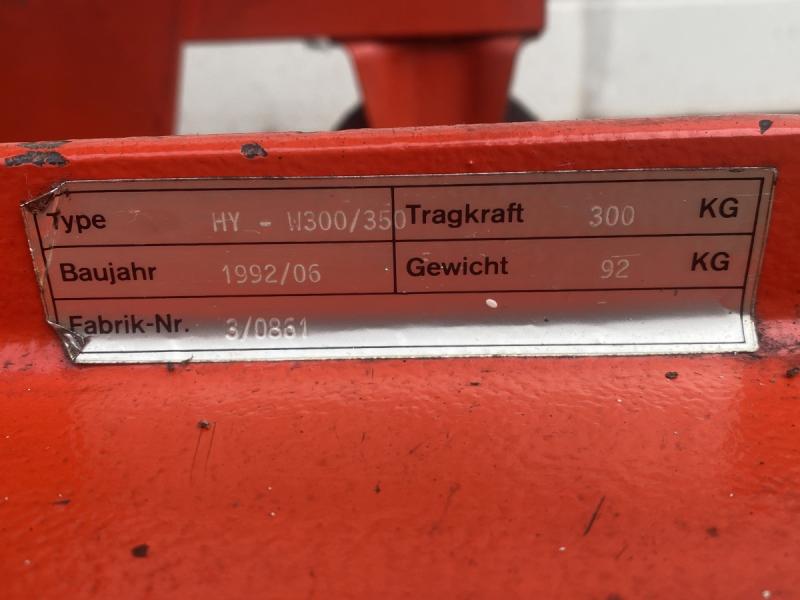 Type HY - W300/350 Tragkraft 300 KG
Baujahr 1992/06 Gewicht 92 KG
Fabrik-Nr. 3/0861